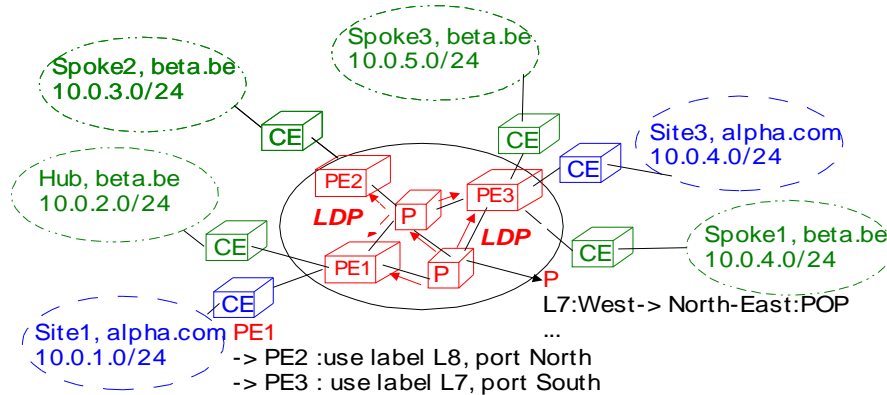 Spoke3, beta.be
10.0.5.0/24
Spoke2, beta.be
10.0.3.0/24
CE
CE
Site3, alpha.com
10.0.4.0/24
CE
Hub, beta.be
10.0.2.0/24
PE2
PE3
P
LDP
LDP
CE
PE1
P
CE
Spoke1, beta.be
10.0.4.0/24
CE
P
L7:West-> North-East:POP
...
Site1, alpha.com
10.0.1.0/24
PE1
-> PE2 :use label L8, port North
-> PE3 : use label L7, port South